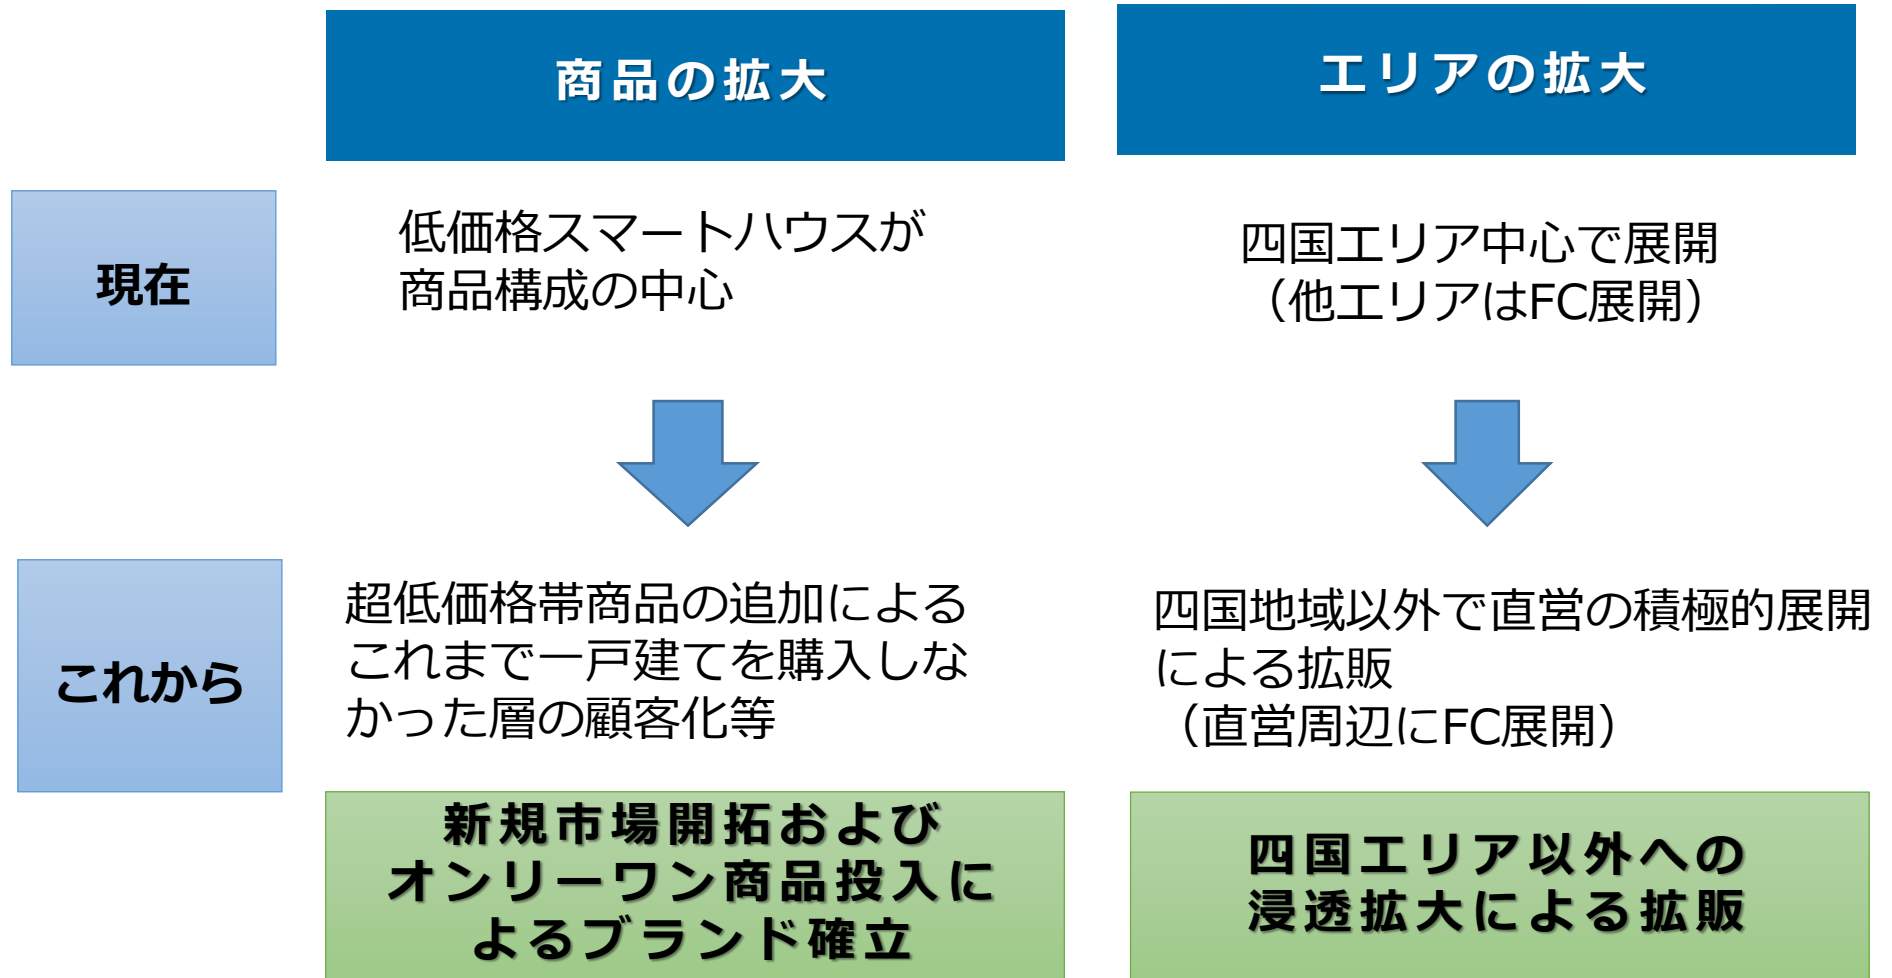 商品の拡大
エリアの拡大
現在
低価格スマートハウスが
商品構成の中心
四国エリア中心で展開
（他エリアはFC展開）
これから
超低価格帯商品の追加による
これまで一戸建てを購入しな
かった層の顧客化等
四国地域以外で直営の積極的展開
による拡販
（直営周辺にFC展開）
新規市場開拓および
オンリーワン商品投入に
よるブランド確立
四国エリア以外への
浸透拡大による拡販